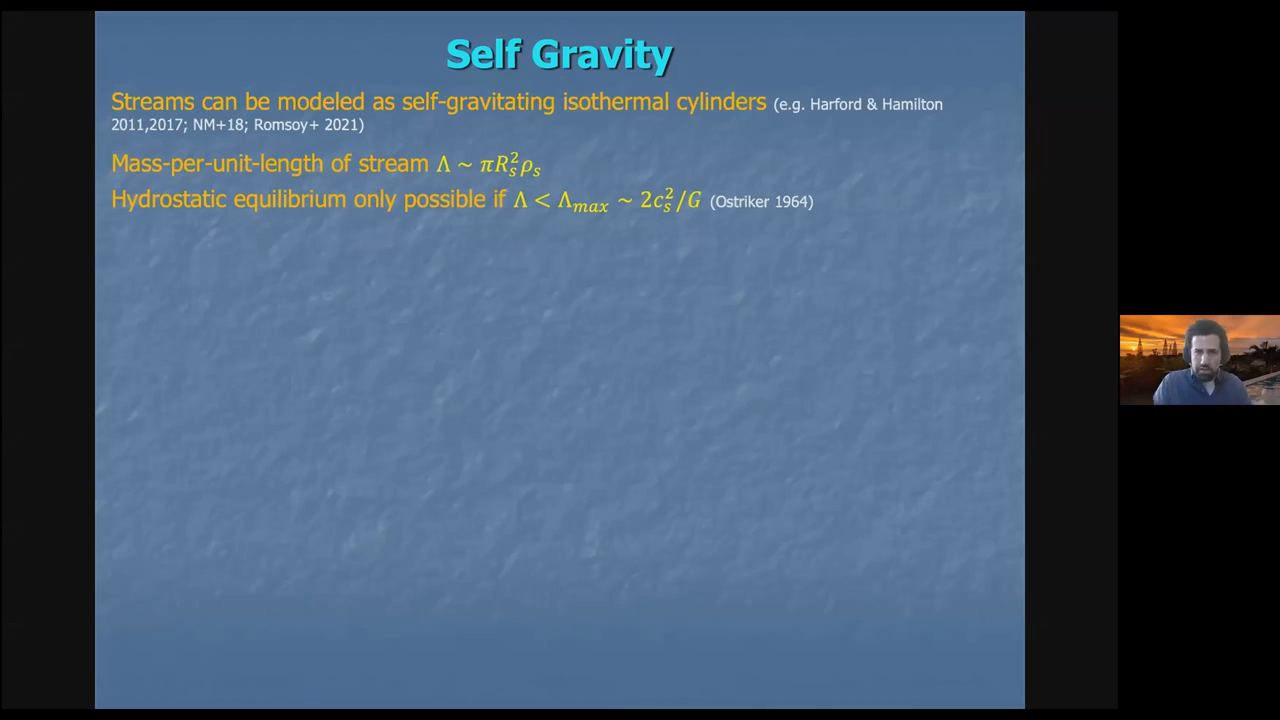 Self Gravity
Streams can be modeled as self-gravitating isothermal cylinders (e.g. Harford & Hamilton
2011,2017; NM+18; Romsoy+ 2021)
Mass-per-unit-length of stream Λ ~ πR_s^2ρ_s
Hydrostatic equilibrium only possible if Λ < Λ_max ~ 2c_s^2/G (Ostriker 1964)